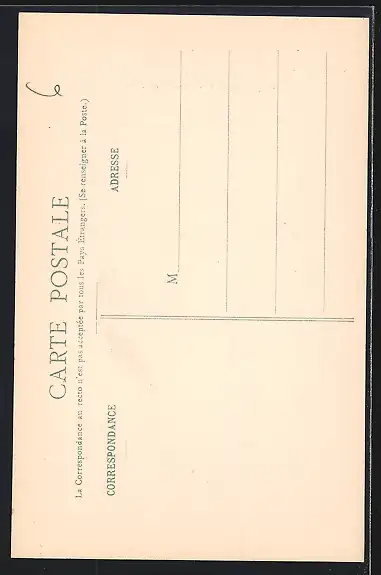 CARTE POSTALE
La Correspondance au recto n'est pas acceptée par tous les Pays Étrangers. (Se renseigner à la Poste.)
CORRESPONDANCE
ADRESSE
M
6